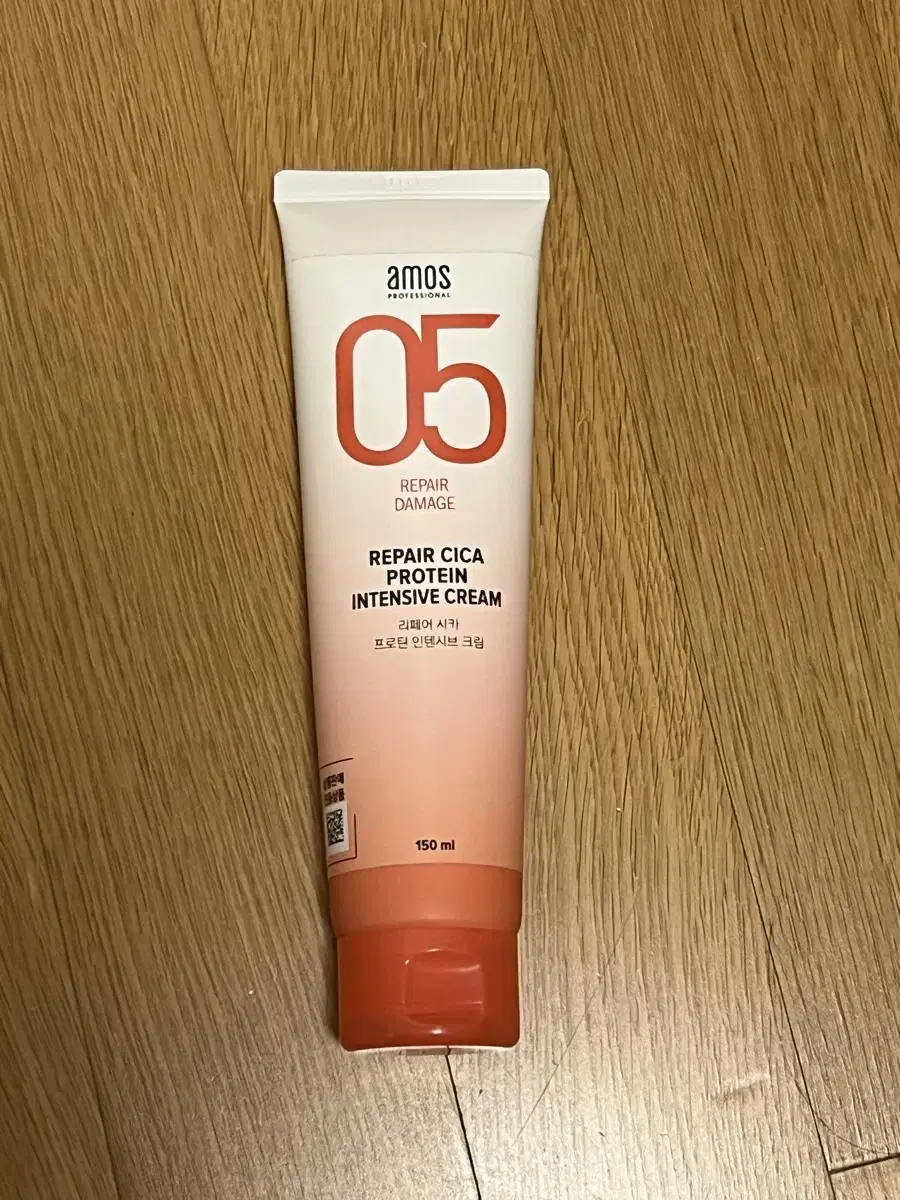 amos
PROFESSIONAL
05
REPAIR
DAMAGE
REPAIR CICA
PROTEIN
INTENSIVE CREAM
리페어 시카
프로틴 인텐시브 크림
150 ml